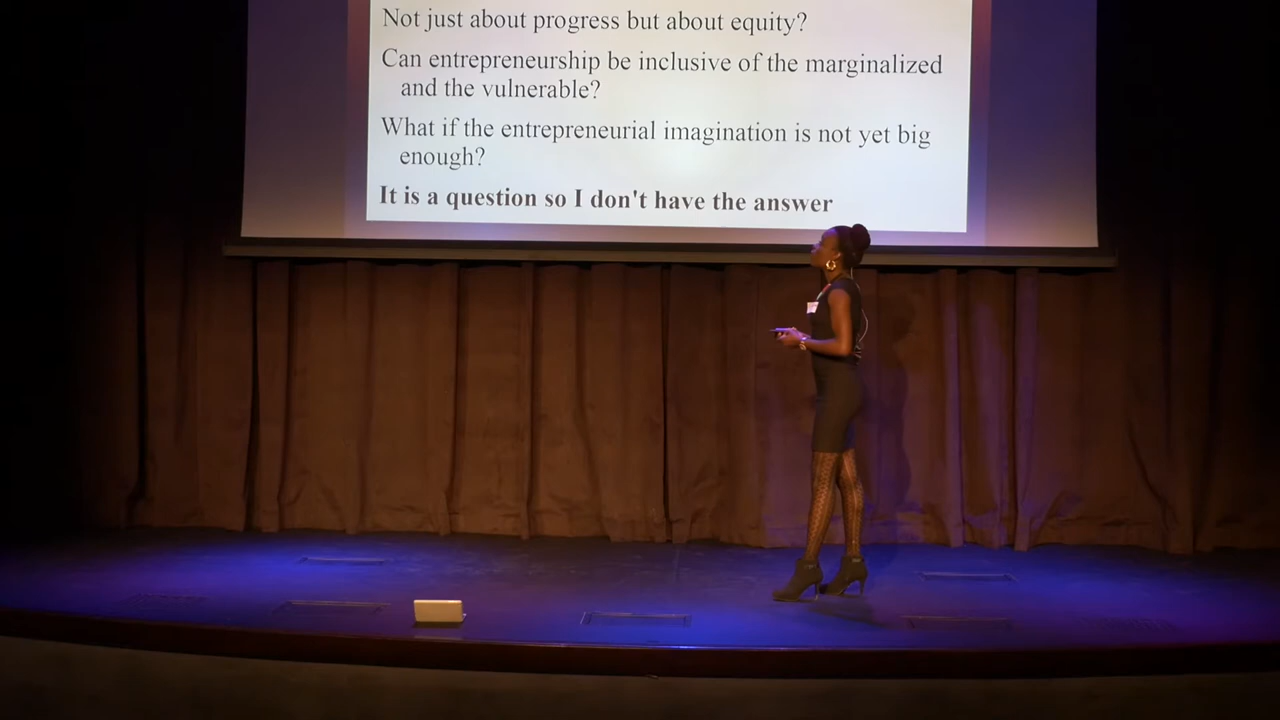 Not just about progress but about equity?
Can entrepreneurship be inclusive of the marginalized
and the vulnerable?
What if the entrepreneurial imagination is not yet big
enough?
It is a question so I don't have the answer